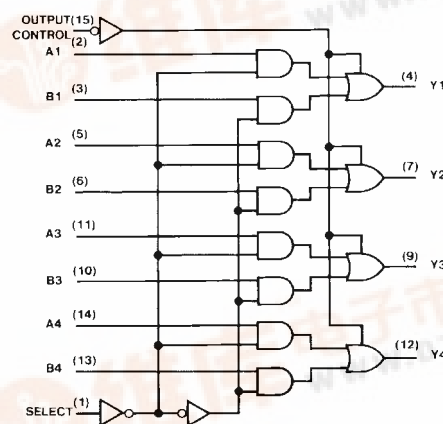 OUTPUT (15)
CONTROL
A1 (2)
(4) Y1
B1 (3)
A2 (5)
(7) Y2
B2 (6)
A3 (11)
(9) Y3
B3 (10)
A4 (14)
(12) Y4
B4 (13)
SELECT (1)